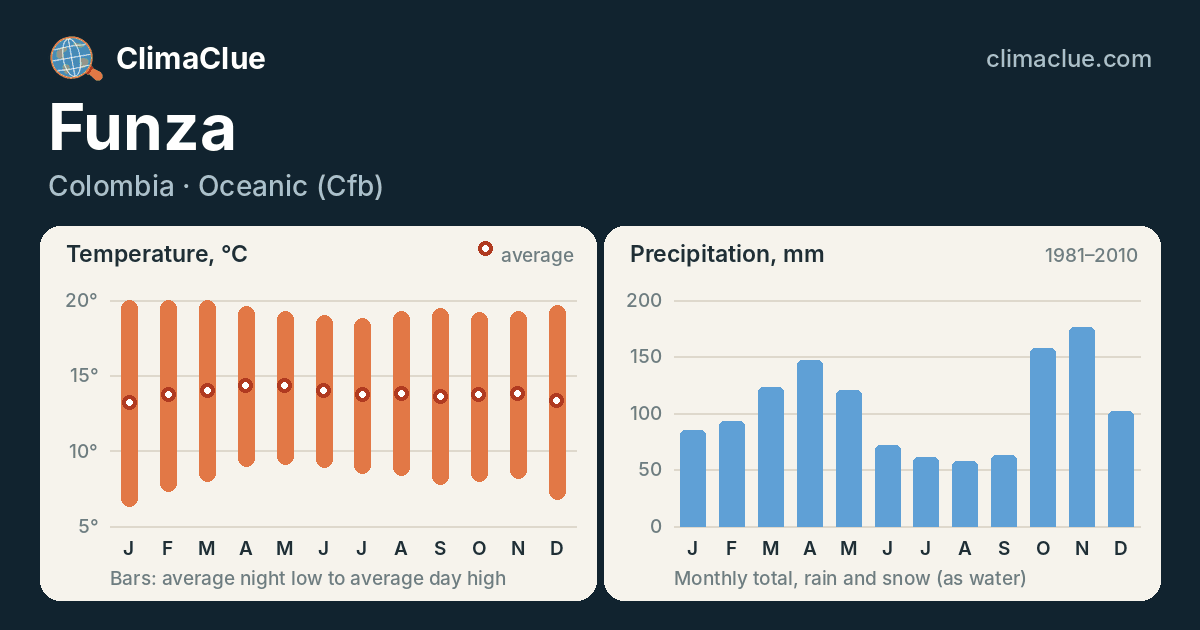 ClimaClue
climaclue.com
Funza
Colombia · Oceanic (Cfb)
Temperature, °C
average
20°
15°
10°
5°
J F M A M J J A S O N D
Bars: average night low to average day high
Precipitation, mm
1981–2010
200
150
100
50
0
J F M A M J J A S O N D
Monthly total, rain and snow (as water)